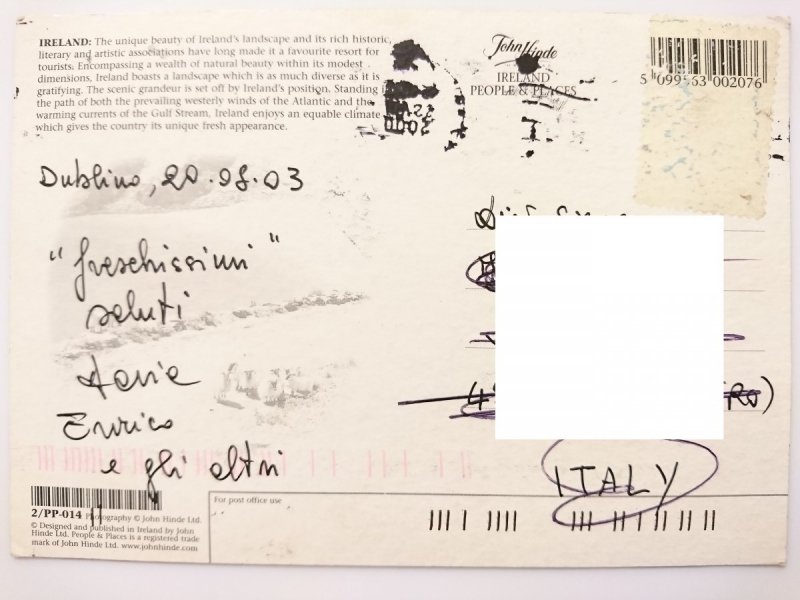 IRELAND: The unique beauty of Ireland's landscape and its rich historic,
literary and artistic associations have long made it a favourite resort for
tourists. Encompassing a wealth of natural beauty within its modest
dimensions, Ireland boasts a landscape which is as much diverse as it is
gratifying. The scenic grandeur is set off by Ireland's position. Standing in
the path of both the prevailing westerly winds of the Atlantic and the
warming currents of the Gulf Stream, Ireland enjoys an equable climate
which gives the country its unique fresh appearance.
John Hinde
IRELAND
PEOPLE & PLACES
5 099563 002076
Dublino, 20.08.03
"freschissimi"
saluti
Enrico
e gli altri
ITALY
For post office use
2/PP-014 Photography © John Hinde Ltd.
© Designed and published in Ireland by John
Hinde Ltd. People & Places is a registered trade
mark of John Hinde Ltd. www.johnhinde.com